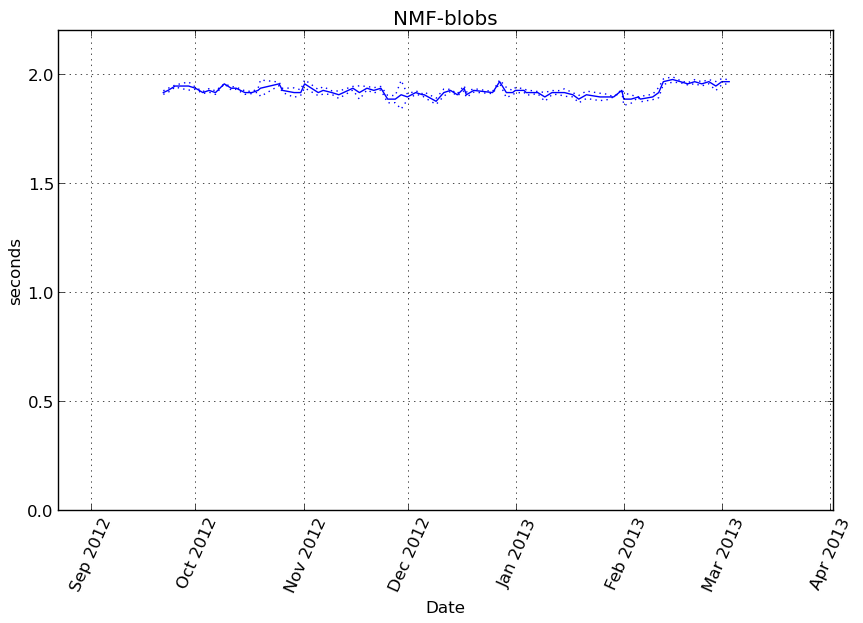 NMF-blobs
2.0
1.5
1.0
0.5
0.0
seconds
Sep 2012
Oct 2012
Nov 2012
Dec 2012
Jan 2013
Feb 2013
Mar 2013
Apr 2013
Date